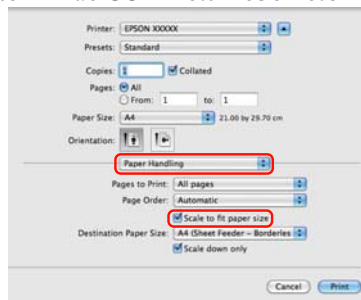 Printer: EPSON XXXXX
Presets: Standard
Copies: 1 Collated
Pages: All
From: 1 to: 1
Paper Size: A4 21.00 by 29.70 cm
Orientation:
Paper Handling
Pages to Print: All pages
Page Order: Automatic
Scale to fit paper size
Destination Paper Size: A4 (Sheet Feeder – Borderles
Scale down only
Cancel Print